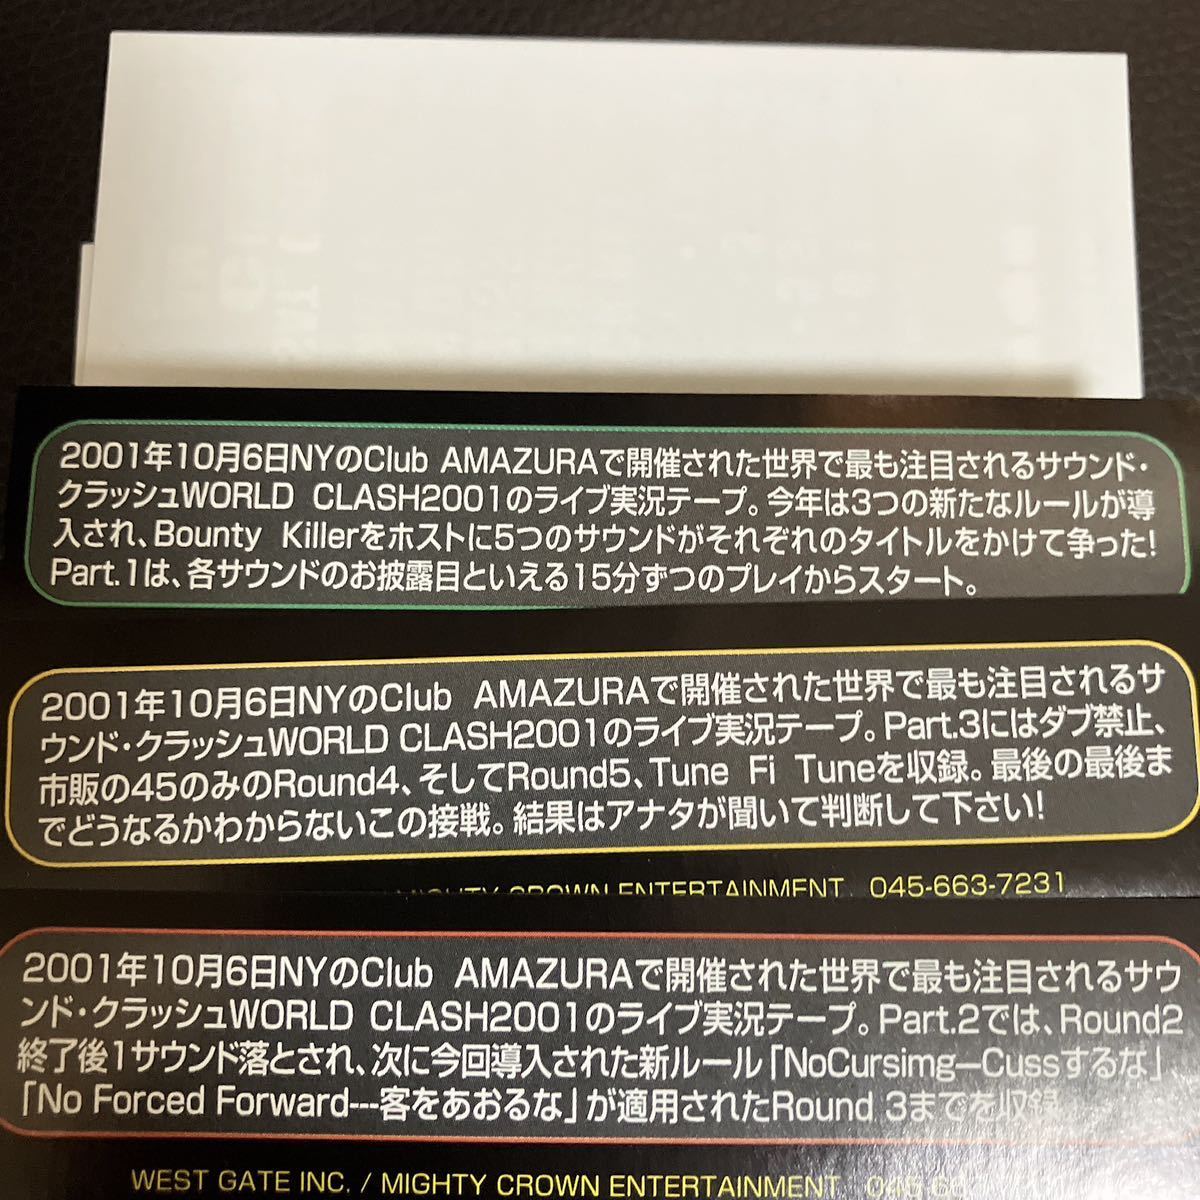 2001年10月6日NYのClub AMAZURAで開催された世界で最も注目されるサウンド・
クラッシュWORLD CLASH2001のライブ実況テープ。今年は3つの新たなルールが導
入され、Bounty Killerをホストに5つのサウンドがそれぞれのタイトルをかけて争った!
Part.1は、各サウンドのお披露目といえる15分ずつのプレイからスタート。
2001年10月6日NYのClub AMAZURAで開催された世界で最も注目されるサ
ウンド・クラッシュWORLD CLASH2001のライブ実況テープ。Part.3にはダブ禁止、
市販の45のみのRound4、そしてRound5、Tune Fi Tuneを収録。最後の最後ま
でどうなるかわからないこの接戦。結果はアナタが聞いて判断して下さい!
MIGHTY CROWN ENTERTAINMENT 045-663-7231
2001年10月6日NYのClub AMAZURAで開催された世界で最も注目されるサウ
ンド・クラッシュWORLD CLASH2001のライブ実況テープ。Part.2では、Round2
終了後1サウンド落とされ、次に今回導入された新ルール「NoCursimg—Cussするな」
「No Forced Forward---客をあおるな」が適用されたRound 3までを収録
WEST GATE INC. / MIGHTY CROWN ENTERTAINMENT 045-66